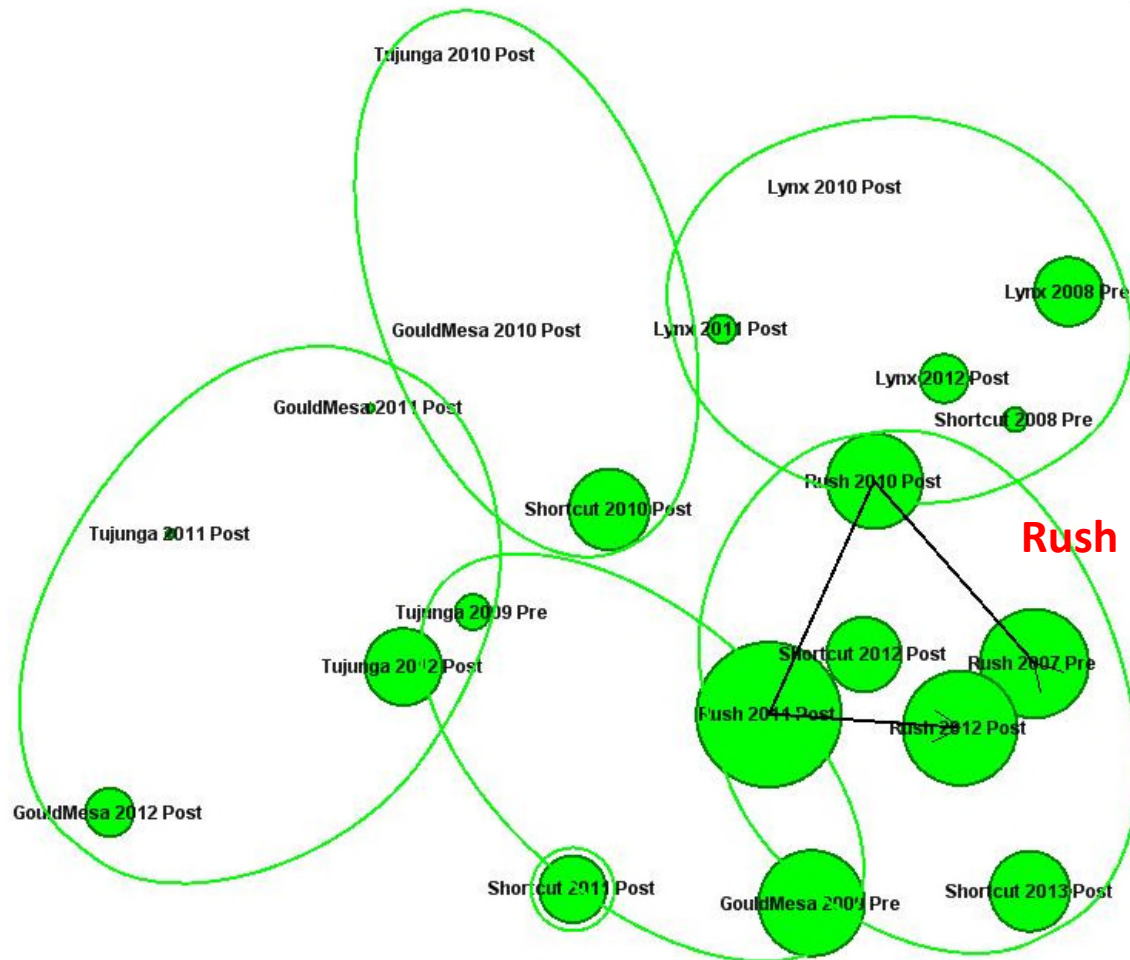 Tujunga 2010 Post
Lynx 2010 Post
Lynx 2008 Pre
GouldMesa 2010 Post
Lynx 2011 Post
Lynx 2012 Post
GouldMesa 2011 Post
Shortcut 2008 Pre
Rush 2010 Post
Shortcut 2010 Post
Tujunga 2011 Post
Rush
Tujunga 2009 Pre
Shortcut 2012 Post
Tujunga 2012 Post
Rush 2007 Pre
Rush 2011 Post
Rush 2012 Post
GouldMesa 2012 Post
Shortcut 2011 Post
Shortcut 2013 Post
GouldMesa 2009 Pre